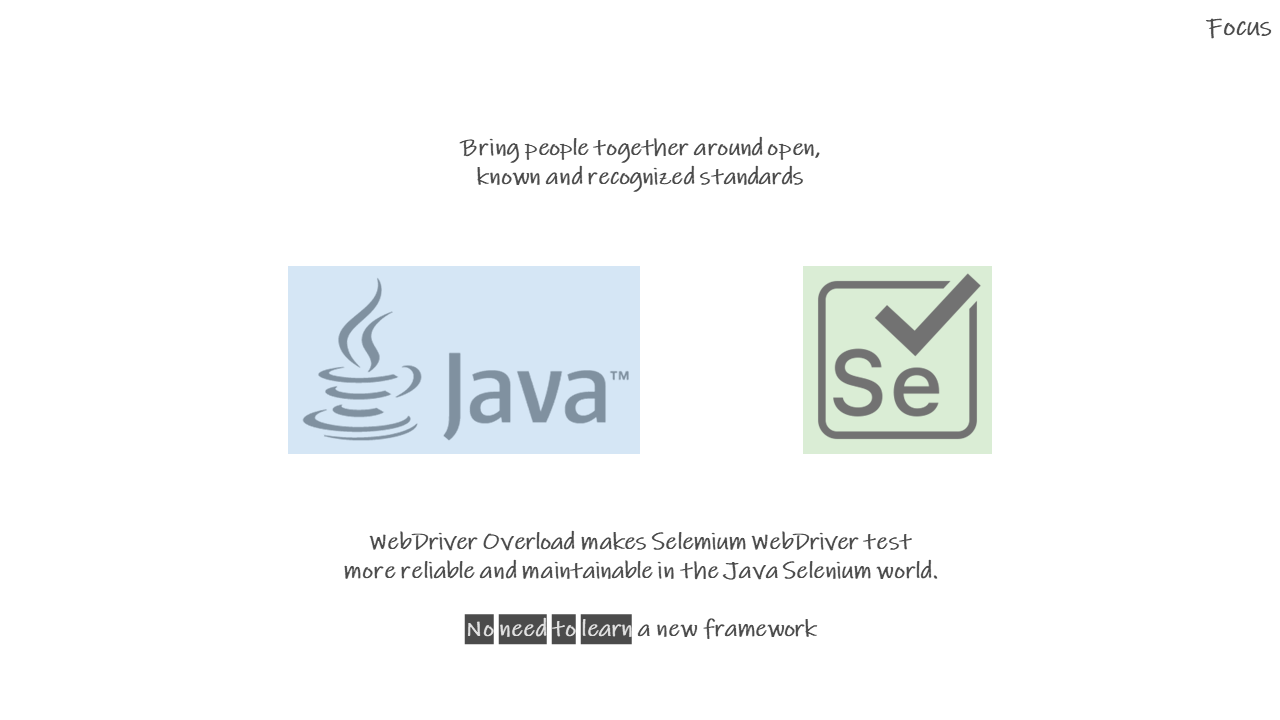 Focus
Bring people together around open,
known and recognized standards
Java™
Se
WebDriver Overload makes Selemium WebDriver test
more reliable and maintainable in the Java Selenium world.
No need to learn a new framework